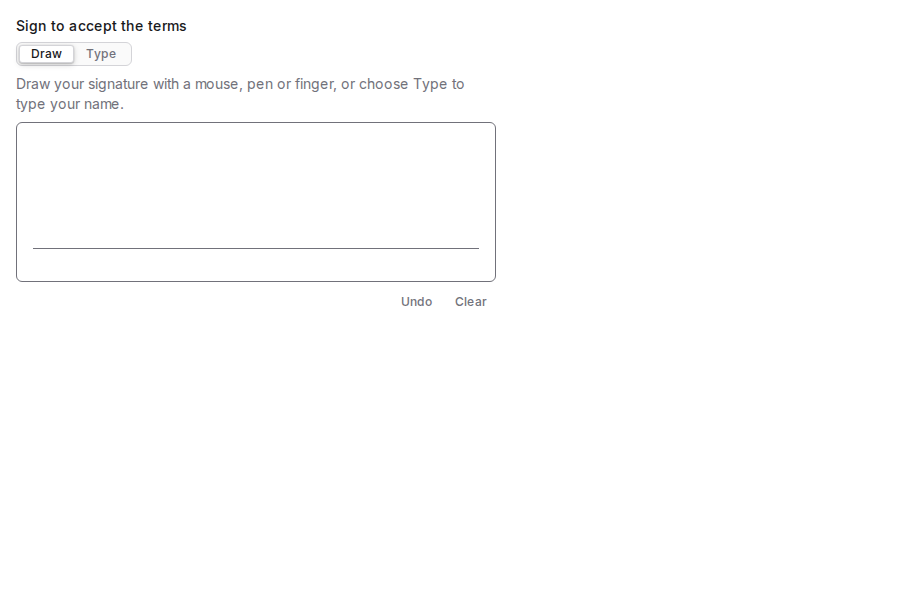 Sign to accept the terms
Draw Type
Draw your signature with a mouse, pen or finger, or choose Type to
type your name.
Undo Clear